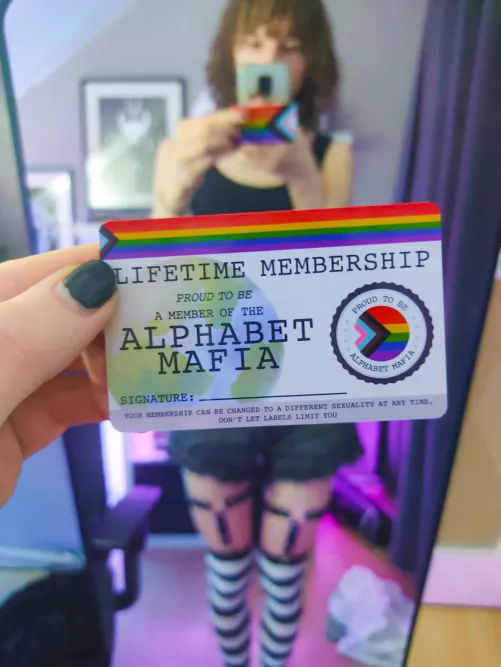 LIFETIME MEMBERSHIP
PROUD TO BE
A MEMBER OF THE
ALPHABET
MAFIA
PROUD TO BE
ALPHABET MAFIA
SIGNATURE:
YOUR MEMBERSHIP CAN BE CHANGED TO A DIFFERENT SEXUALITY AT ANY TIME,
DON'T LET LABELS LIMIT YOU